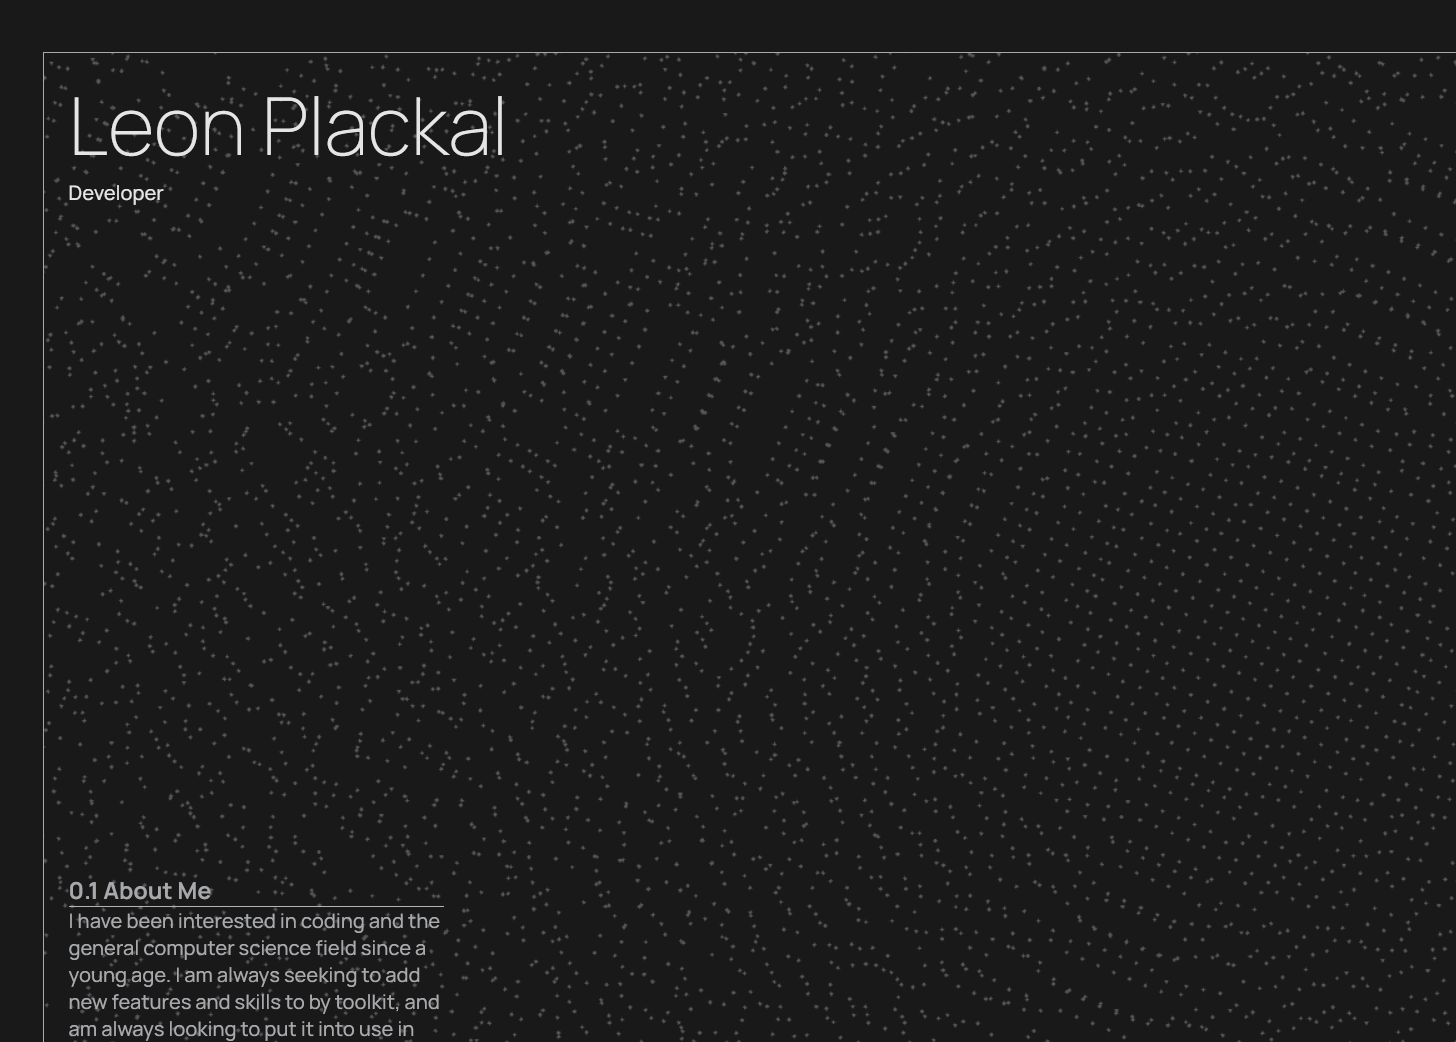 Leon Plackal
Developer
0.1 About Me
I have been interested in coding and the
general computer science field since a
young age. I am always seeking to add
new features and skills to by toolkit, and
am always looking to put it into use in